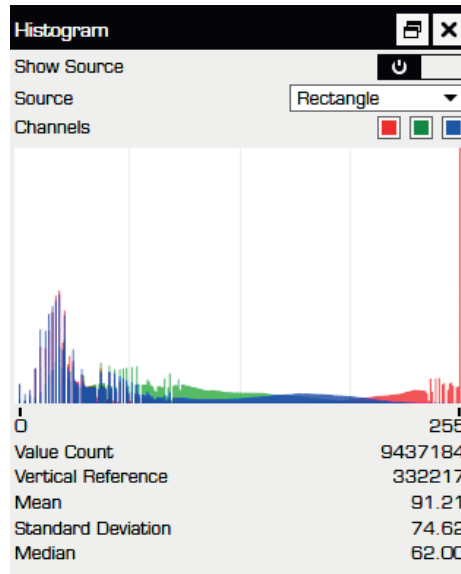 Histogram
Show Source
Source Rectangle
Channels
0 255
Value Count 9437184
Vertical Reference 332217
Mean 91.21
Standard Deviation 74.62
Median 62.00